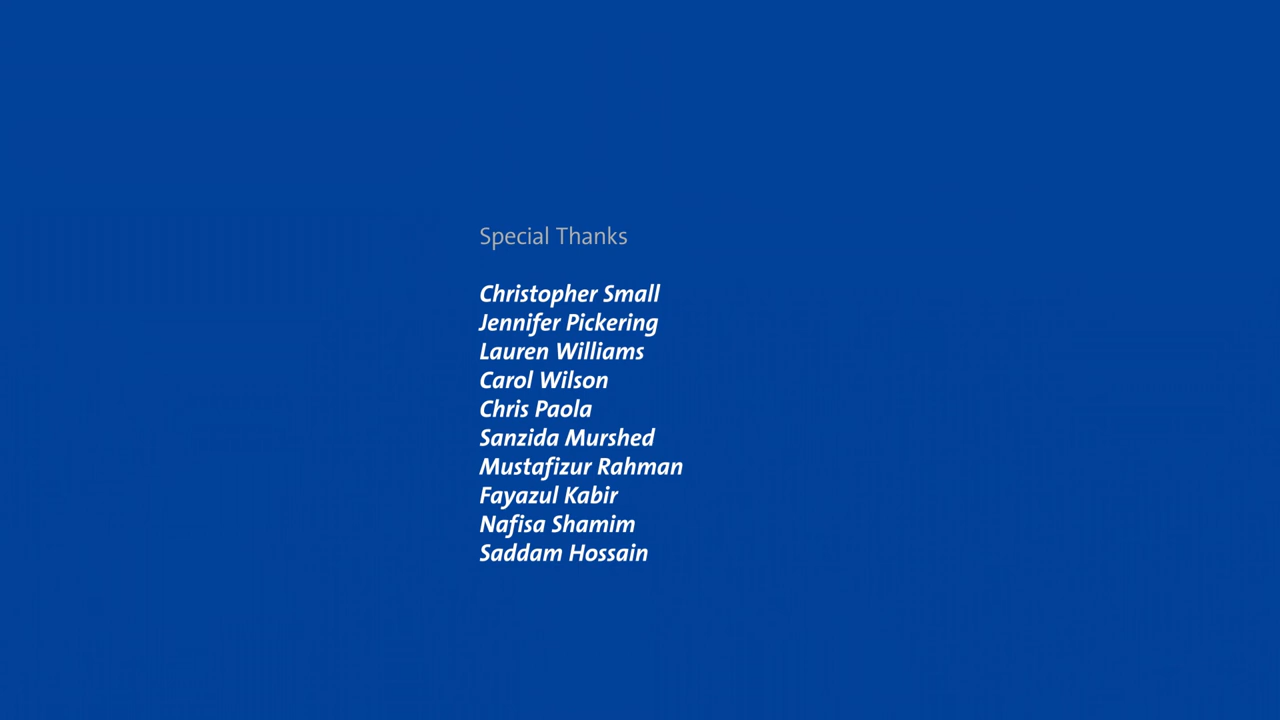 Special Thanks
Christopher Small
Jennifer Pickering
Lauren Williams
Carol Wilson
Chris Paola
Sanzida Murshed
Mustafizur Rahman
Fayazul Kabir
Nafisa Shamim
Saddam Hossain